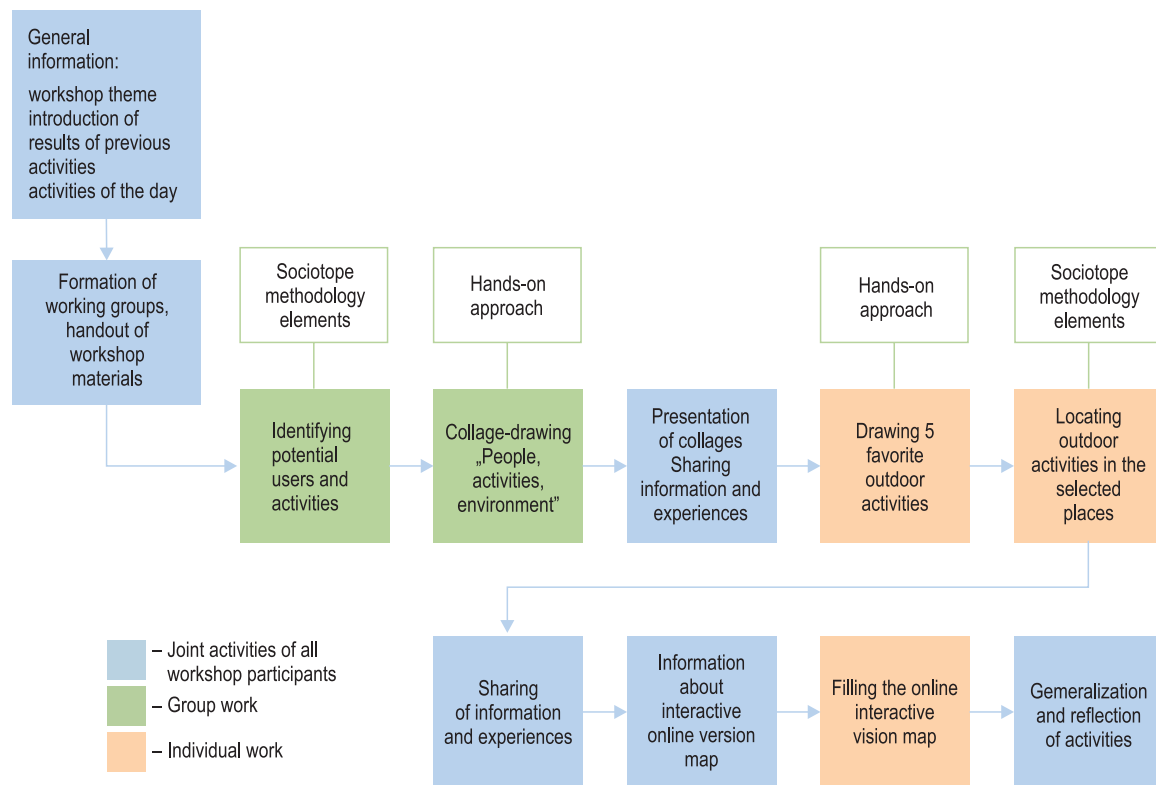 General
information:
workshop theme
introduction of
results of previous
activities
activities of the day
Formation of
working groups,
handout of
workshop
materials
Sociotope
methodology
elements
Hands-on
approach
Hands-on
approach
Sociotope
methodology
elements
Identifying
potential
users and
activities
Collage-drawing
„People,
activities,
environment”
Presentation
of collages
Sharing
information and
experiences
Drawing 5
favorite
outdoor
activities
Locating
outdoor
activities in the
selected
places
– Joint activities of all
workshop participants
– Group work
– Individual work
Sharing
of information
and experiences
Information
about
interactive
online version
map
Filling the online
interactive
vision map
Gemeralization
and reflection
of activities